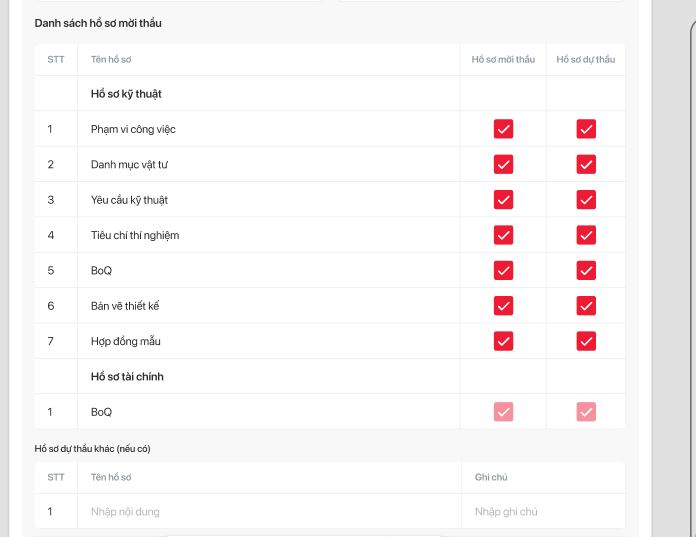 Danh sách hồ sơ mời thầu
STT Tên hồ sơ Hồ sơ mời thầu Hồ sơ dự thầu
Hồ sơ kỹ thuật
1 Phạm vi công việc
2 Danh mục vật tư
3 Yêu cầu kỹ thuật
4 Tiêu chí thí nghiệm
5 BoQ
6 Bản vẽ thiết kế
7 Hợp đồng mẫu
Hồ sơ tài chính
1 BoQ
Hồ sơ dự thầu khác (nếu có)
STT Tên hồ sơ Ghi chú
1 Nhập nội dung Nhập ghi chú